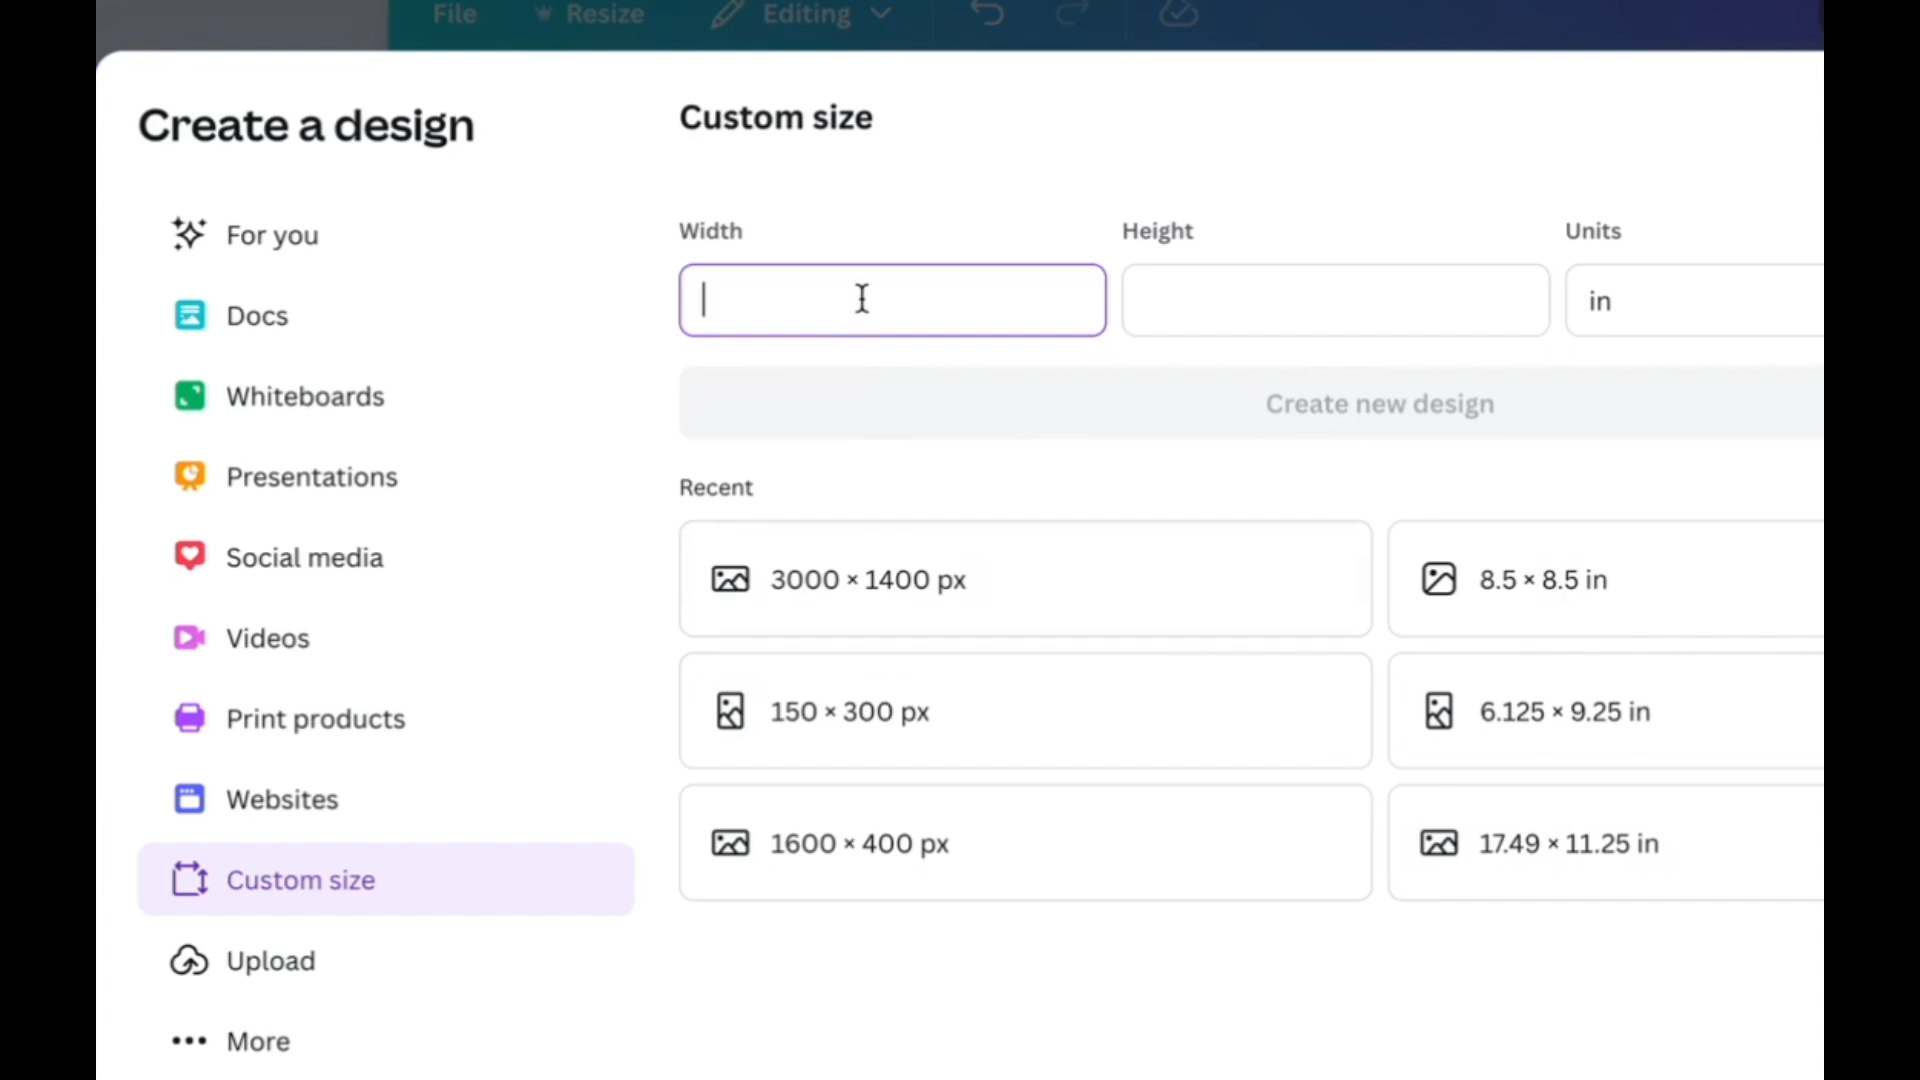 File Resize Editing
Create a design
Custom size
For you
Docs
Whiteboards
Presentations
Social media
Videos
Print products
Websites
Custom size
Upload
More
Width Height Units
in
Create new design
Recent
3000 × 1400 px 8.5 × 8.5 in
150 × 300 px 6.125 × 9.25 in
1600 × 400 px 17.49 × 11.25 in